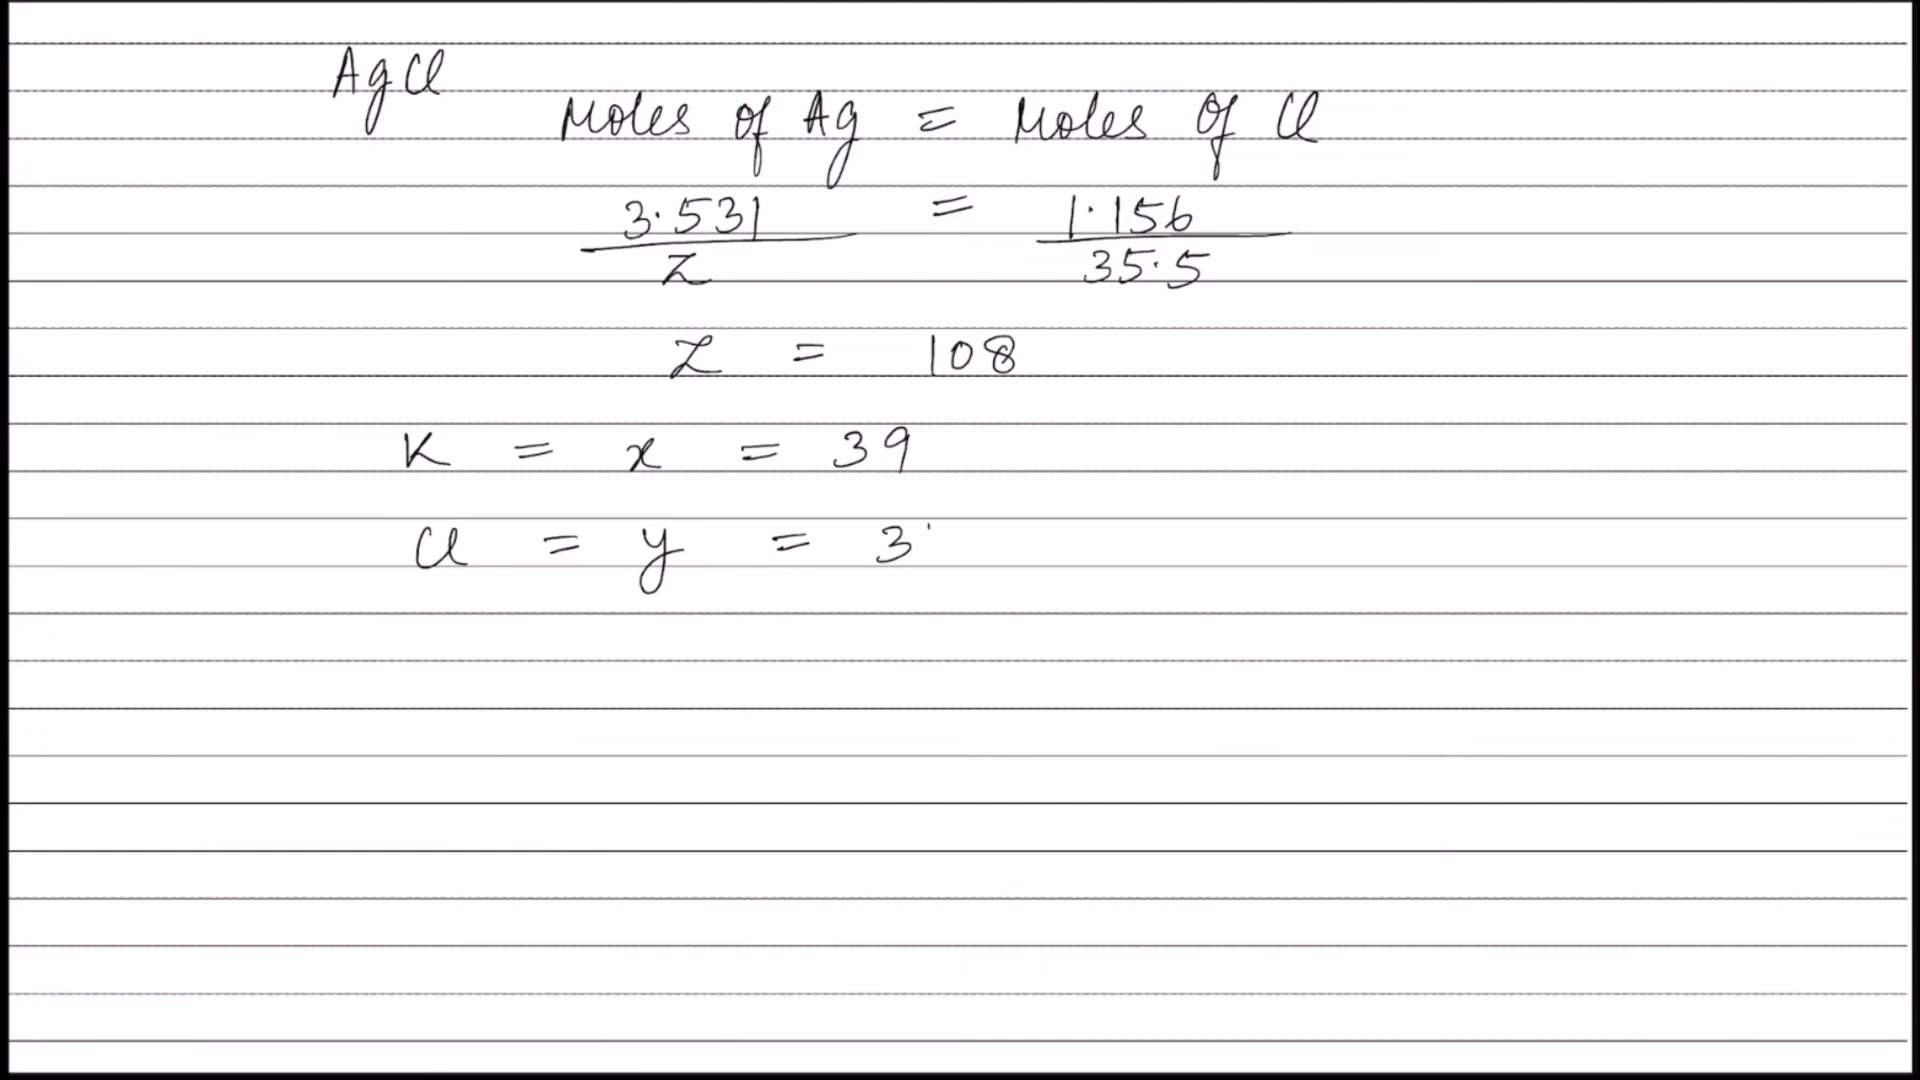 AgCl
Moles of Ag = Moles of Cl
3.531 / z = 1.156 / 35.5
z = 108
K = x = 39
Cl = y = 3